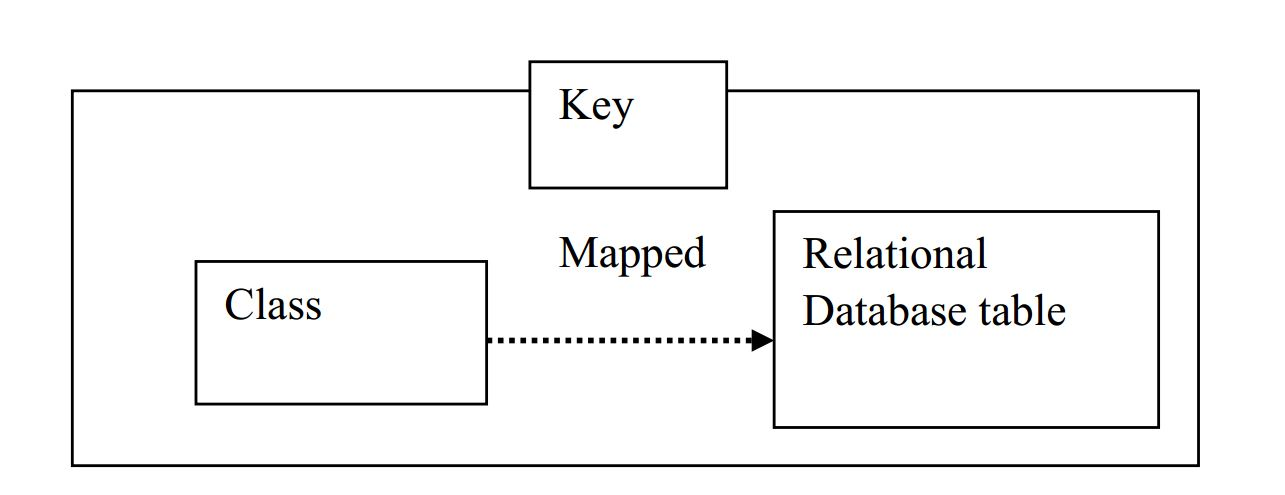 Key
Mapped
Class
Relational
Database table